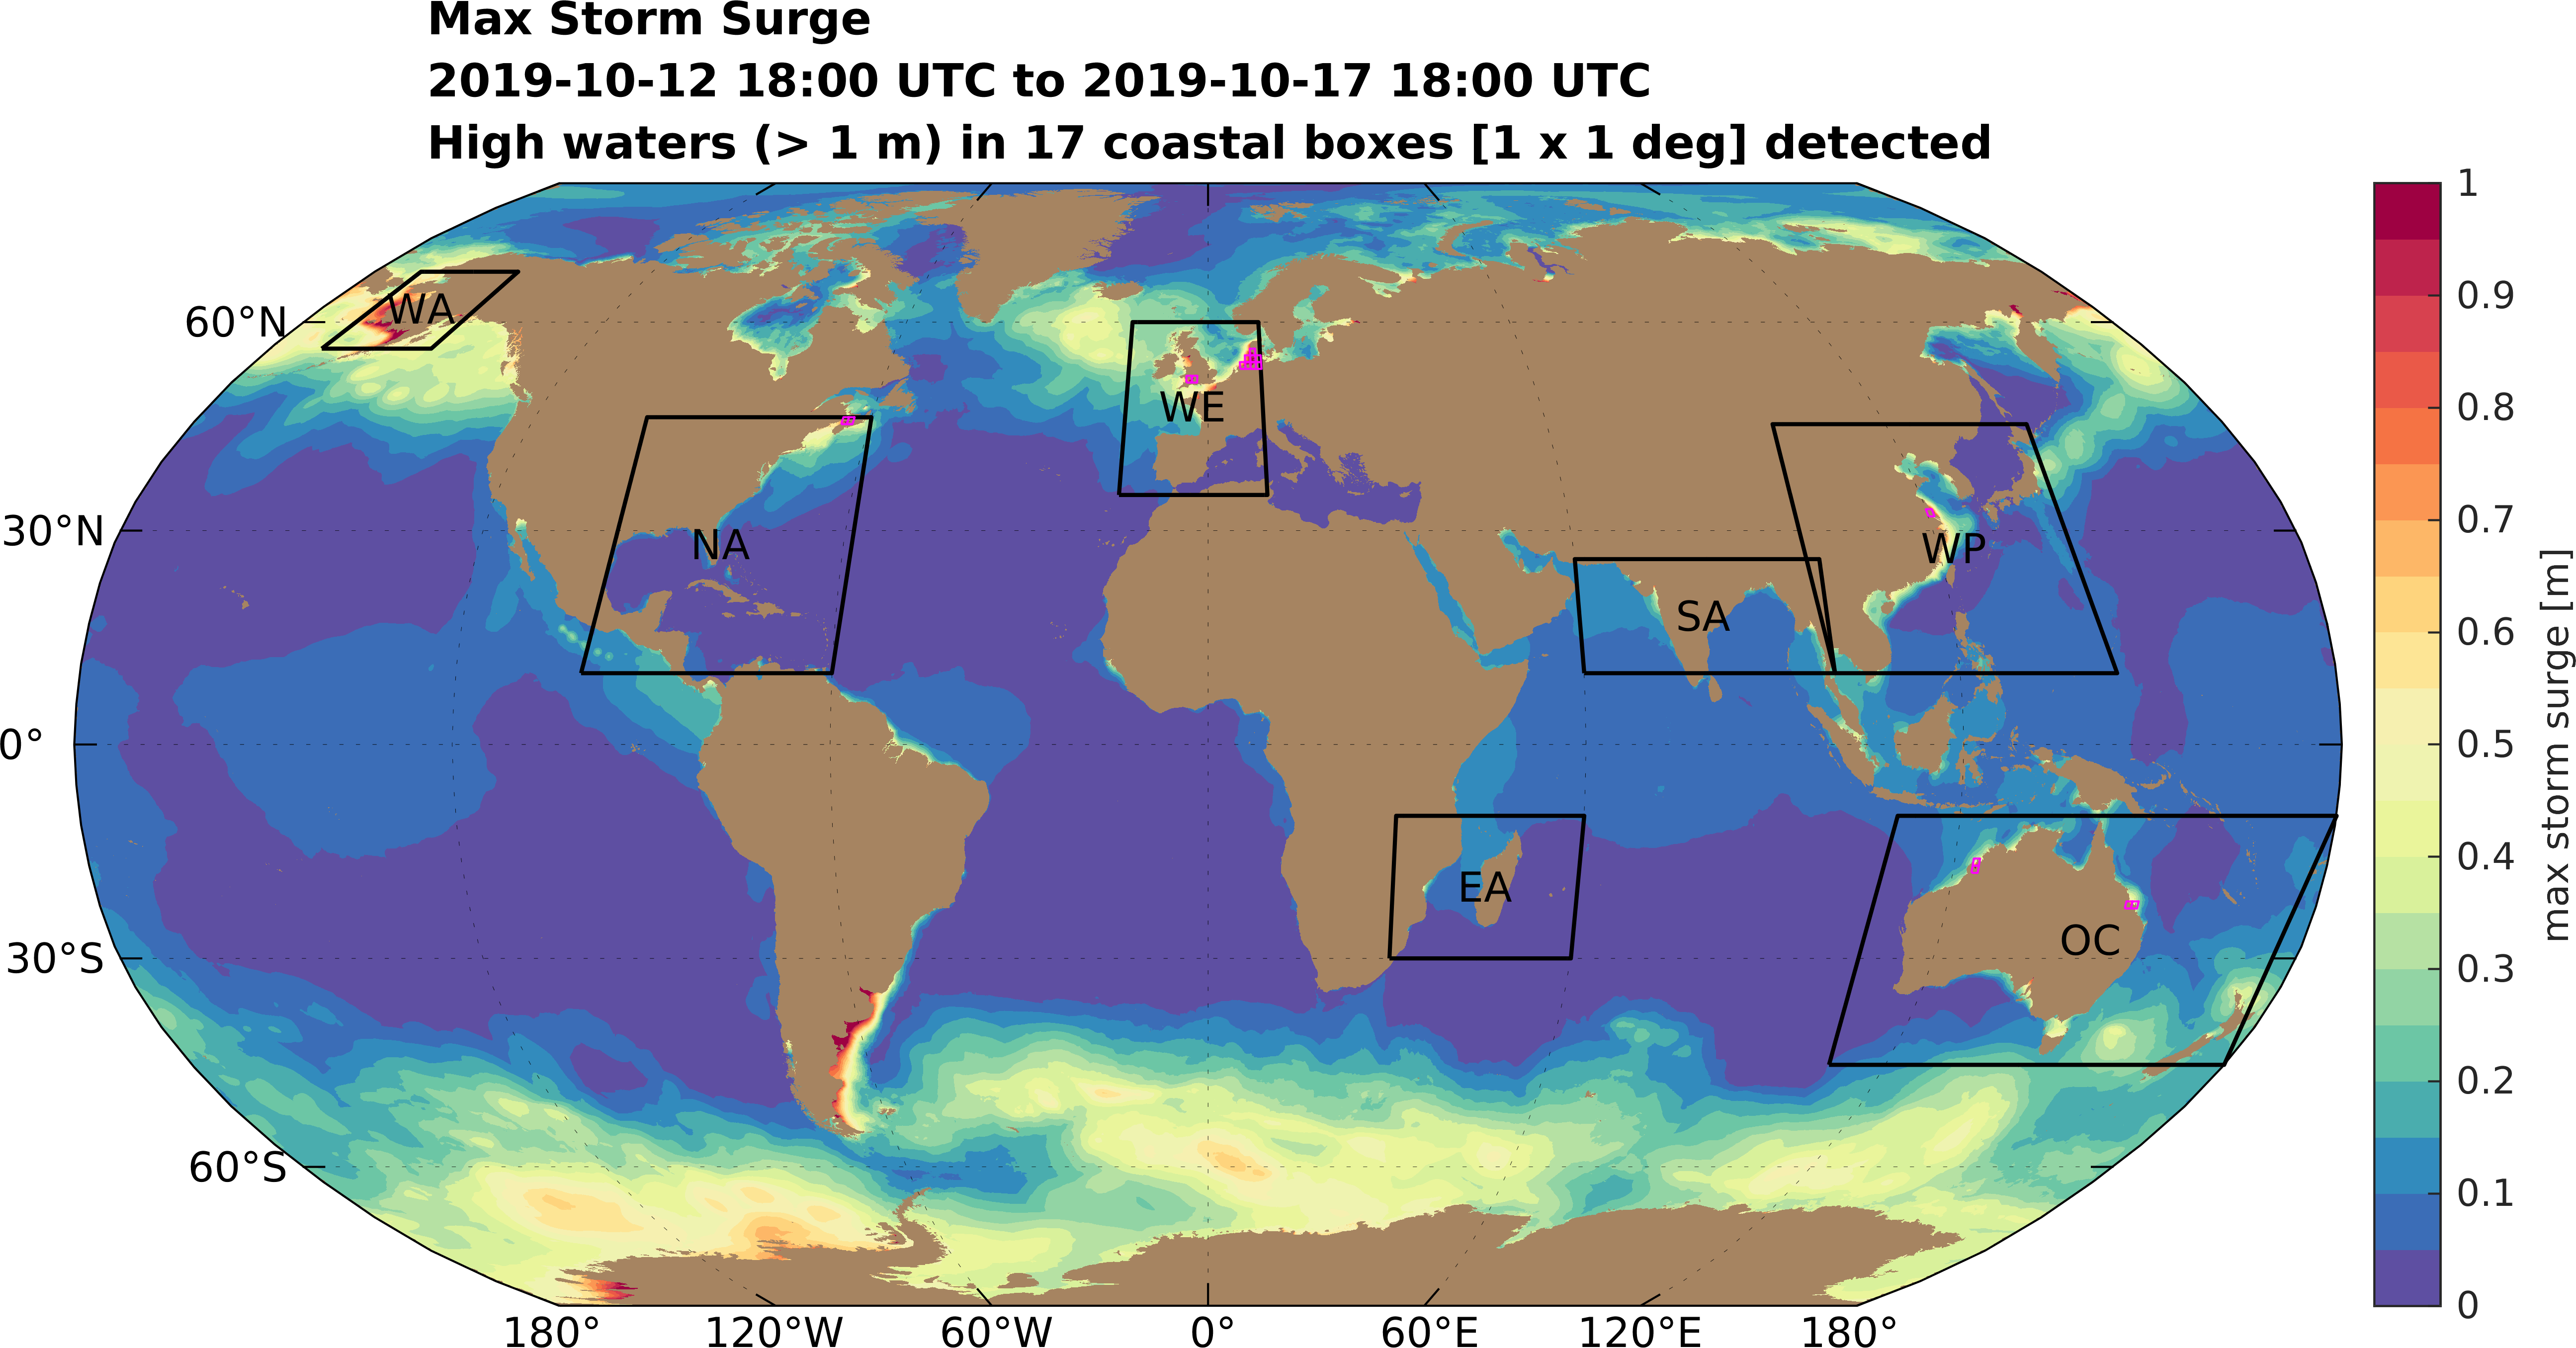 Max Storm Surge
2019-10-12 18:00 UTC to 2019-10-17 18:00 UTC
High waters (> 1 m) in 17 coastal boxes [1 x 1 deg] detected
60°N
30°N
0°
30°S
60°S
WA
NA
WE
SA
WP
EA
OC
180°
120°W
60°W
0°
60°E
120°E
180°
1
0.9
0.8
0.7
0.6
0.5
0.4
0.3
0.2
0.1
0
max storm surge [m]